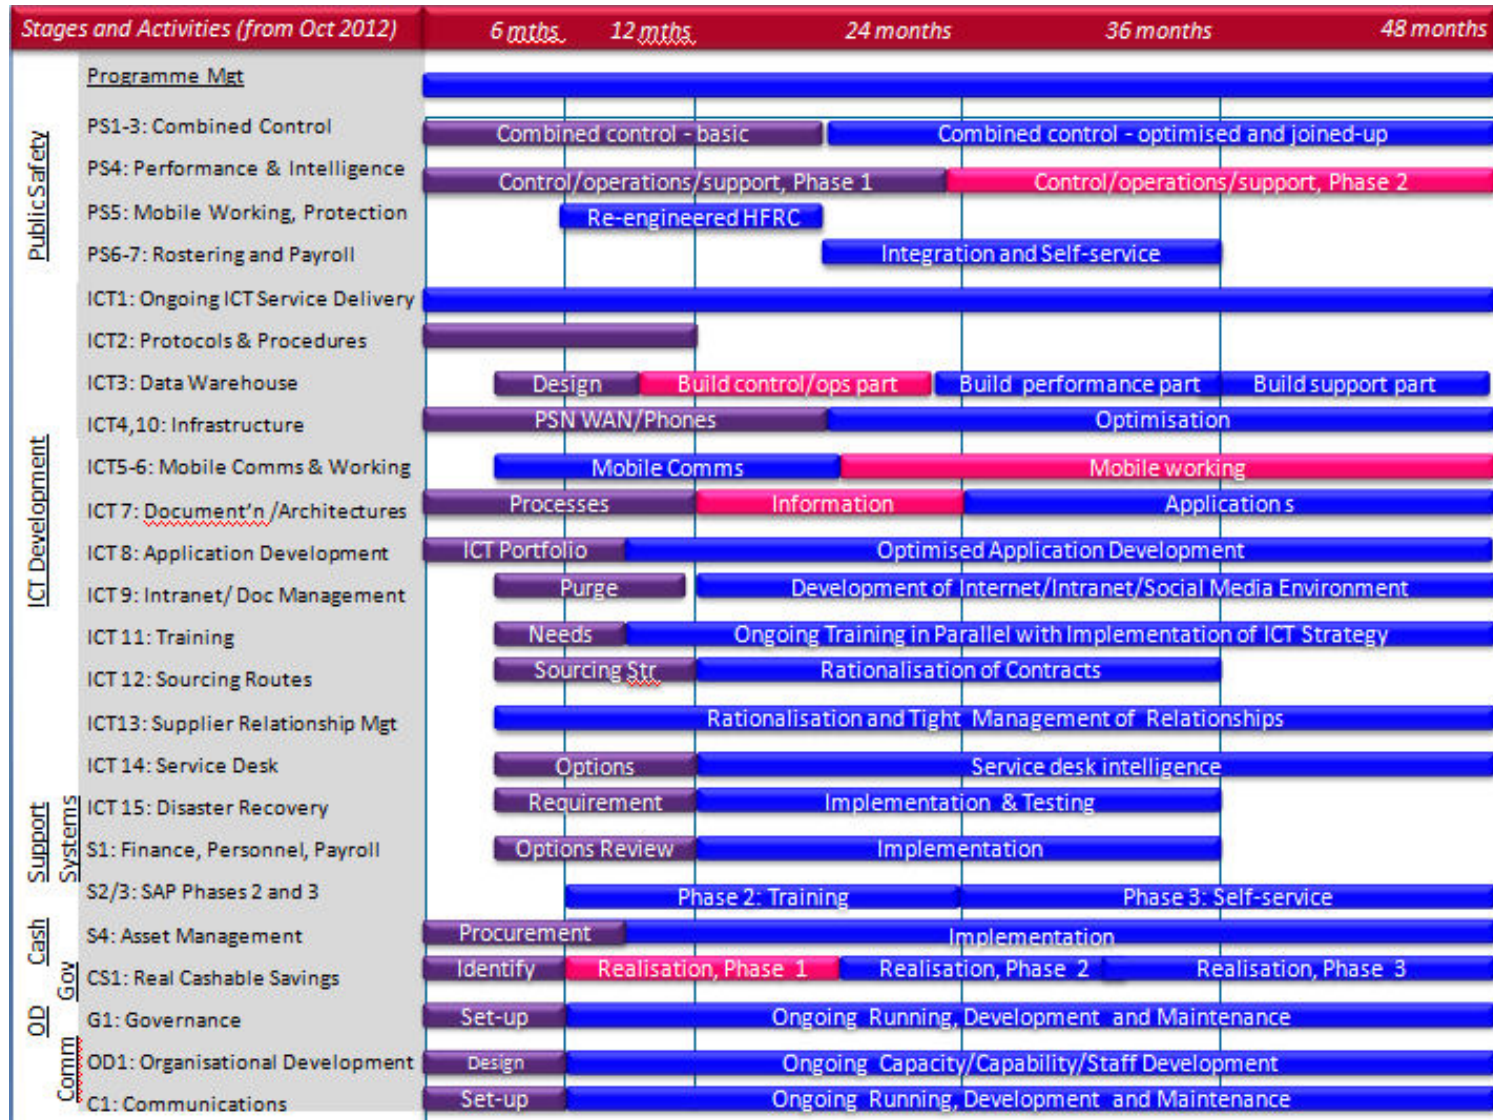 Stages and Activities (from Oct 2012) 6 mths 12 mths 24 months 36 months 48 months
Programme Mgt
Public Safety
PS1-3: Combined Control Combined control - basic Combined control - optimised and joined-up
PS4: Performance & Intelligence Control/operations/support, Phase 1 Control/operations/support, Phase 2
PS5: Mobile Working, Protection Re-engineered HFRC
PS6-7: Rostering and Payroll Integration and Self-service
ICT Development
ICT1: Ongoing ICT Service Delivery
ICT2: Protocols & Procedures
ICT3: Data Warehouse Design Build control/ops part Build performance part Build support part
ICT4,10: Infrastructure PSN WAN/Phones Optimisation
ICT5-6: Mobile Comms & Working Mobile Comms Mobile working
ICT 7: Document'n /Architectures Processes Information Applications
ICT 8: Application Development ICT Portfolio Optimised Application Development
ICT 9: Intranet/ Doc Management Purge Development of Internet/Intranet/Social Media Environment
ICT 11: Training Needs Ongoing Training in Parallel with Implementation of ICT Strategy
ICT 12: Sourcing Routes Sourcing Str Rationalisation of Contracts
ICT13: Supplier Relationship Mgt Rationalisation and Tight Management of Relationships
ICT 14: Service Desk Options Service desk intelligence
ICT 15: Disaster Recovery Requirement Implementation & Testing
Support
Systems
S1: Finance, Personnel, Payroll Options Review Implementation
S2/3: SAP Phases 2 and 3 Phase 2: Training Phase 3: Self-service
S4: Asset Management Procurement Implementation
Cash
CS1: Real Cashable Savings Identify Realisation, Phase 1 Realisation, Phase 2 Realisation, Phase 3
Gov
G1: Governance Set-up Ongoing Running, Development and Maintenance
OD
OD1: Organisational Development Design Ongoing Capacity/Capability/Staff Development
Comm
C1: Communications Set-up Ongoing Running, Development and Maintenance